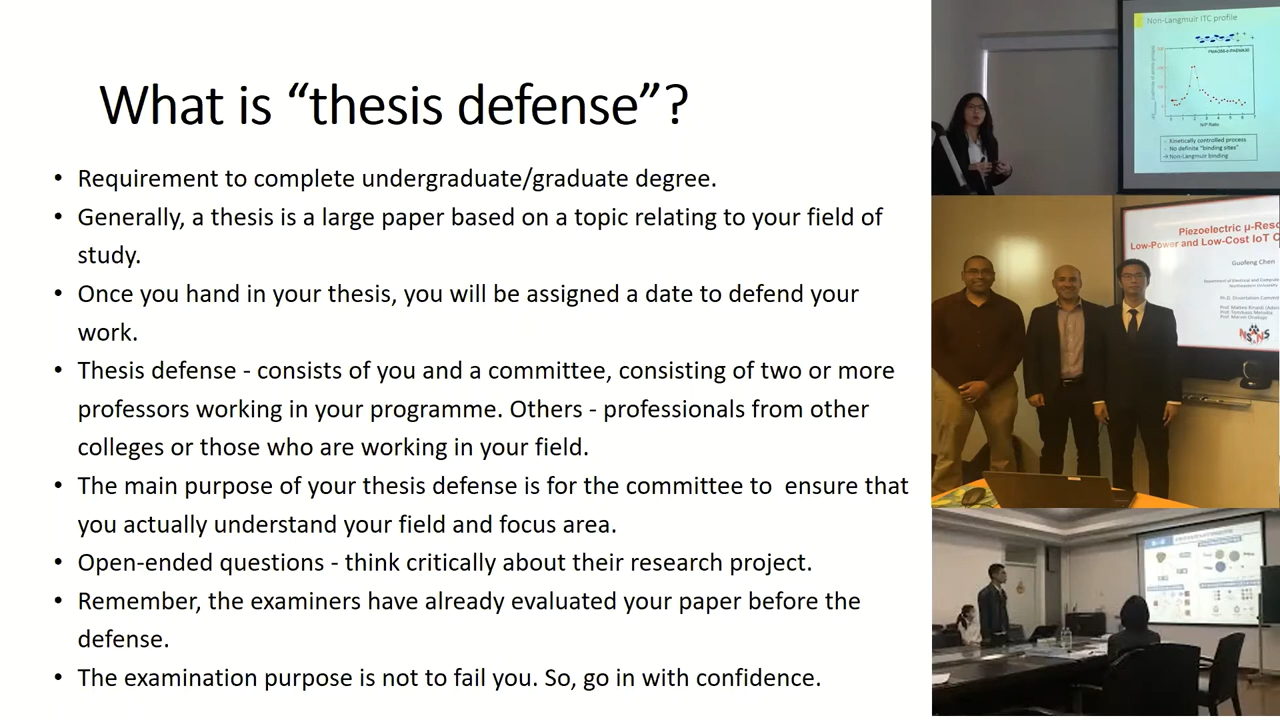 What is “thesis defense”?
• Requirement to complete undergraduate/graduate degree.
• Generally, a thesis is a large paper based on a topic relating to your field of
study.
• Once you hand in your thesis, you will be assigned a date to defend your
work.
• Thesis defense - consists of you and a committee, consisting of two or more
professors working in your programme. Others - professionals from other
colleges or those who are working in your field.
• The main purpose of your thesis defense is for the committee to  ensure that
you actually understand your field and focus area.
• Open-ended questions - think critically about their research project.
• Remember, the examiners have already evaluated your paper before the
defense.
• The examination purpose is not to fail you. So, go in with confidence.
Non-Langmuir ITC profile
Kinetically controlled process
No definite "binding sites"
Non-Langmuir binding
Piezoelectric μ-Reso
Low-Power and Low-Cost IoT C
Guofeng Chen
Northeastern University